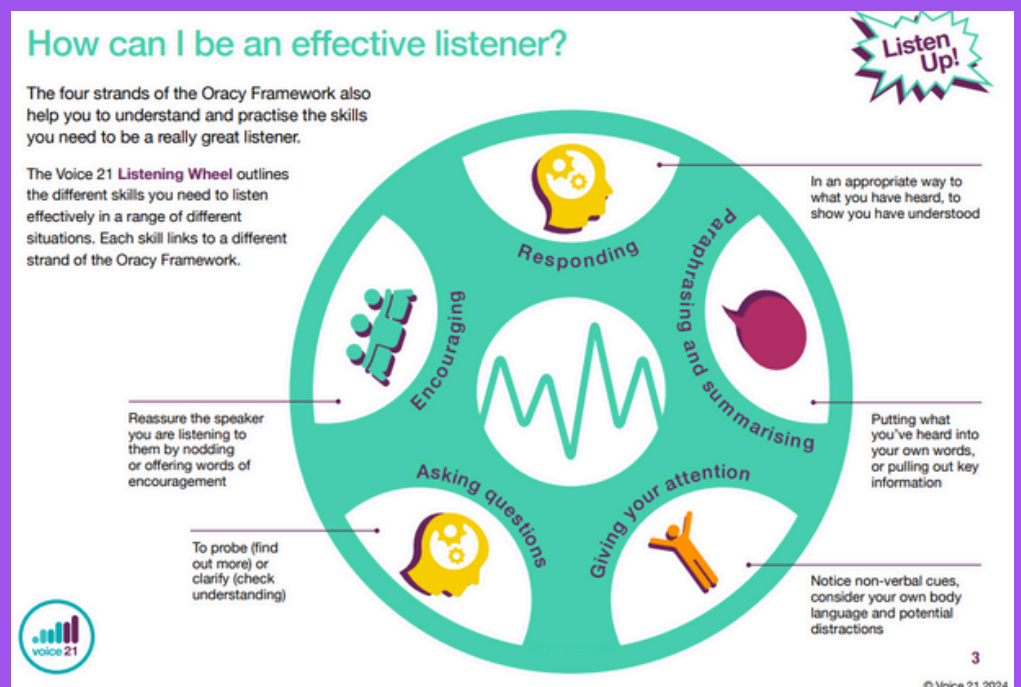 How can I be an effective listener?
Listen
Up!
The four strands of the Oracy Framework also
help you to understand and practise the skills
you need to be a really great listener.
The Voice 21 Listening Wheel outlines
the different skills you need to listen
effectively in a range of different
situations. Each skill links to a different
strand of the Oracy Framework.
Responding
In an appropriate way to
what you have heard, to
show you have understood
Paraphrasing and summarising
Putting what
you've heard into
your own words,
or pulling out key
information
Giving your attention
Notice non-verbal cues,
consider your own body
language and potential
distractions
Asking questions
To probe (find
out more) or
clarify (check
understanding)
Encouraging
Reassure the speaker
you are listening to
them by nodding
or offering words of
encouragement
voice 21
3
© Voice 21 2024